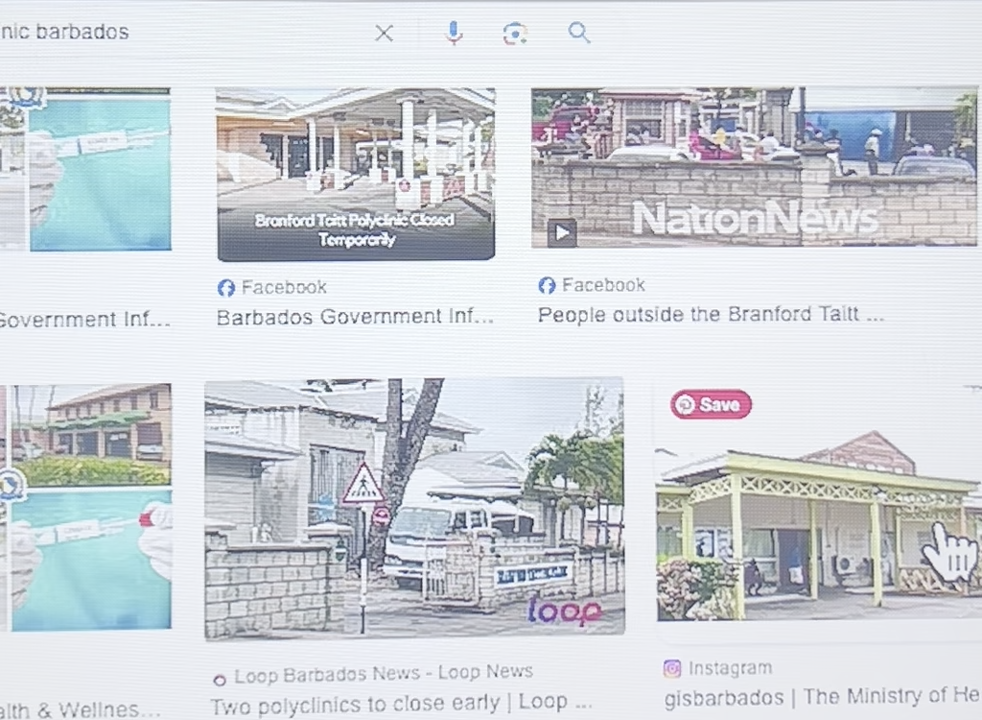 nic barbados
Branford Taitt Polyclinic Closed
Temporarily
NationNews
Facebook
Facebook
Government Inf...
Barbados Government Inf...
People outside the Branford Taitt ...
Save
loop
Loop Barbados News - Loop News
Instagram
alth & Wellnes...
Two polyclinics to close early | Loop ...
gisbarbados | The Ministry of He